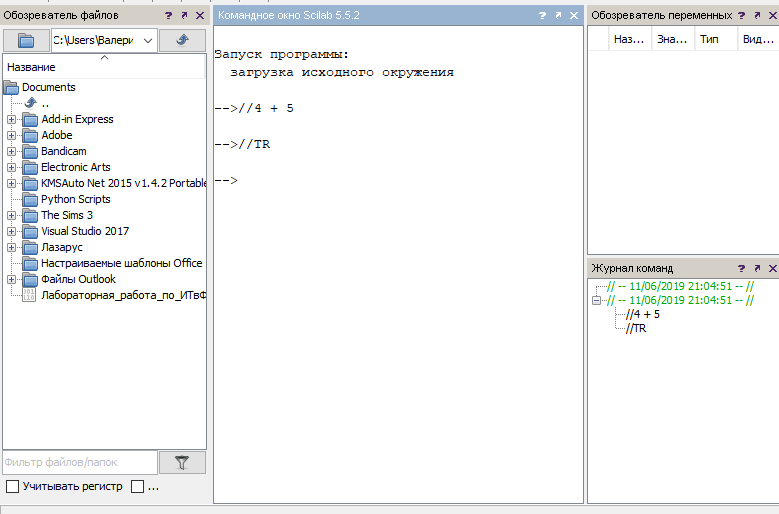 Обозреватель файлов ? ↗ ×
C:\Users\Валери
Название
Documents
..
Add-in Express
Adobe
Bandicam
Electronic Arts
KMSAuto Net 2015 v1.4.2 Portable
Python Scripts
The Sims 3
Visual Studio 2017
Лазарус
Настраиваемые шаблоны Office
Файлы Outlook
Лабораторная_работа_по_ИТвФ
Фильтр файлов/папок
Учитывать регистр ...
Командное окно Scilab 5.5.2 ? ↗ ×
Запуск программы:
загрузка исходного окружения
-->//4 + 5
-->//TR
-->
Обозреватель переменных ? ↗ ×
Наз... Зна... Тип Вид...
Журнал команд ? ↗ ×
// -- 11/06/2019 21:04:51 -- //
// -- 11/06/2019 21:04:51 -- //
//4 + 5
//TR